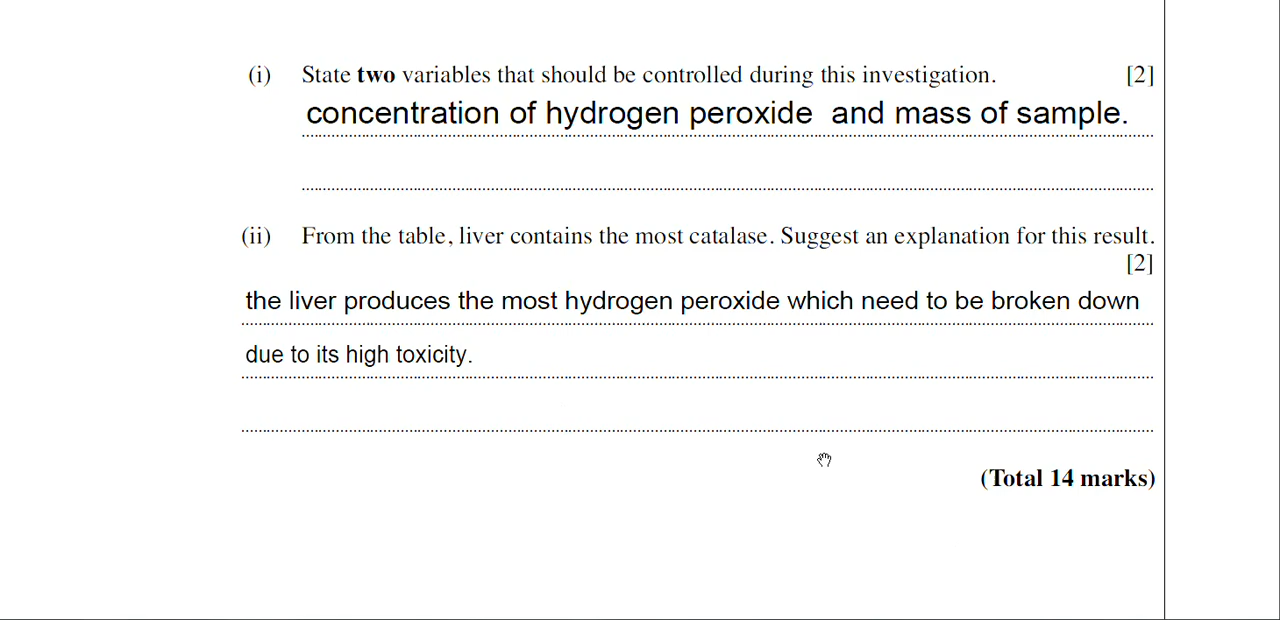 (i) State two variables that should be controlled during this investigation. [2]
concentration of hydrogen peroxide and mass of sample.
(ii) From the table, liver contains the most catalase. Suggest an explanation for this result.
[2]
the liver produces the most hydrogen peroxide which need to be broken down
due to its high toxicity.
(Total 14 marks)